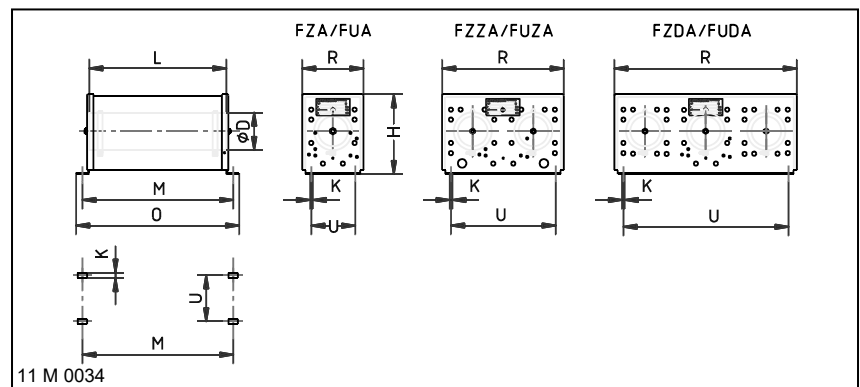 FZA/FUA
FZZA/FUZA
FZDA/FUDA
L
R
R
R
øD
H
M
K
K
K
O
U
U
U
K
U
M
11 M 0034